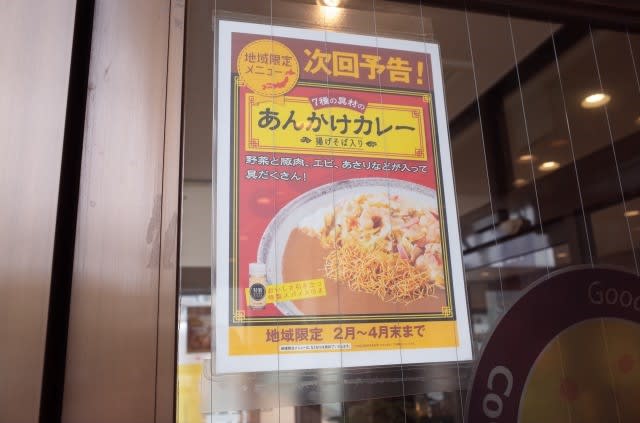 地域限定
メニュー
次回予告!
7種の具材の
あんかけカレー
揚げそば入り
野菜と豚肉、エビ、あさりなどが入って
具だくさん!
地域限定 2月~4月末まで
Good
Co